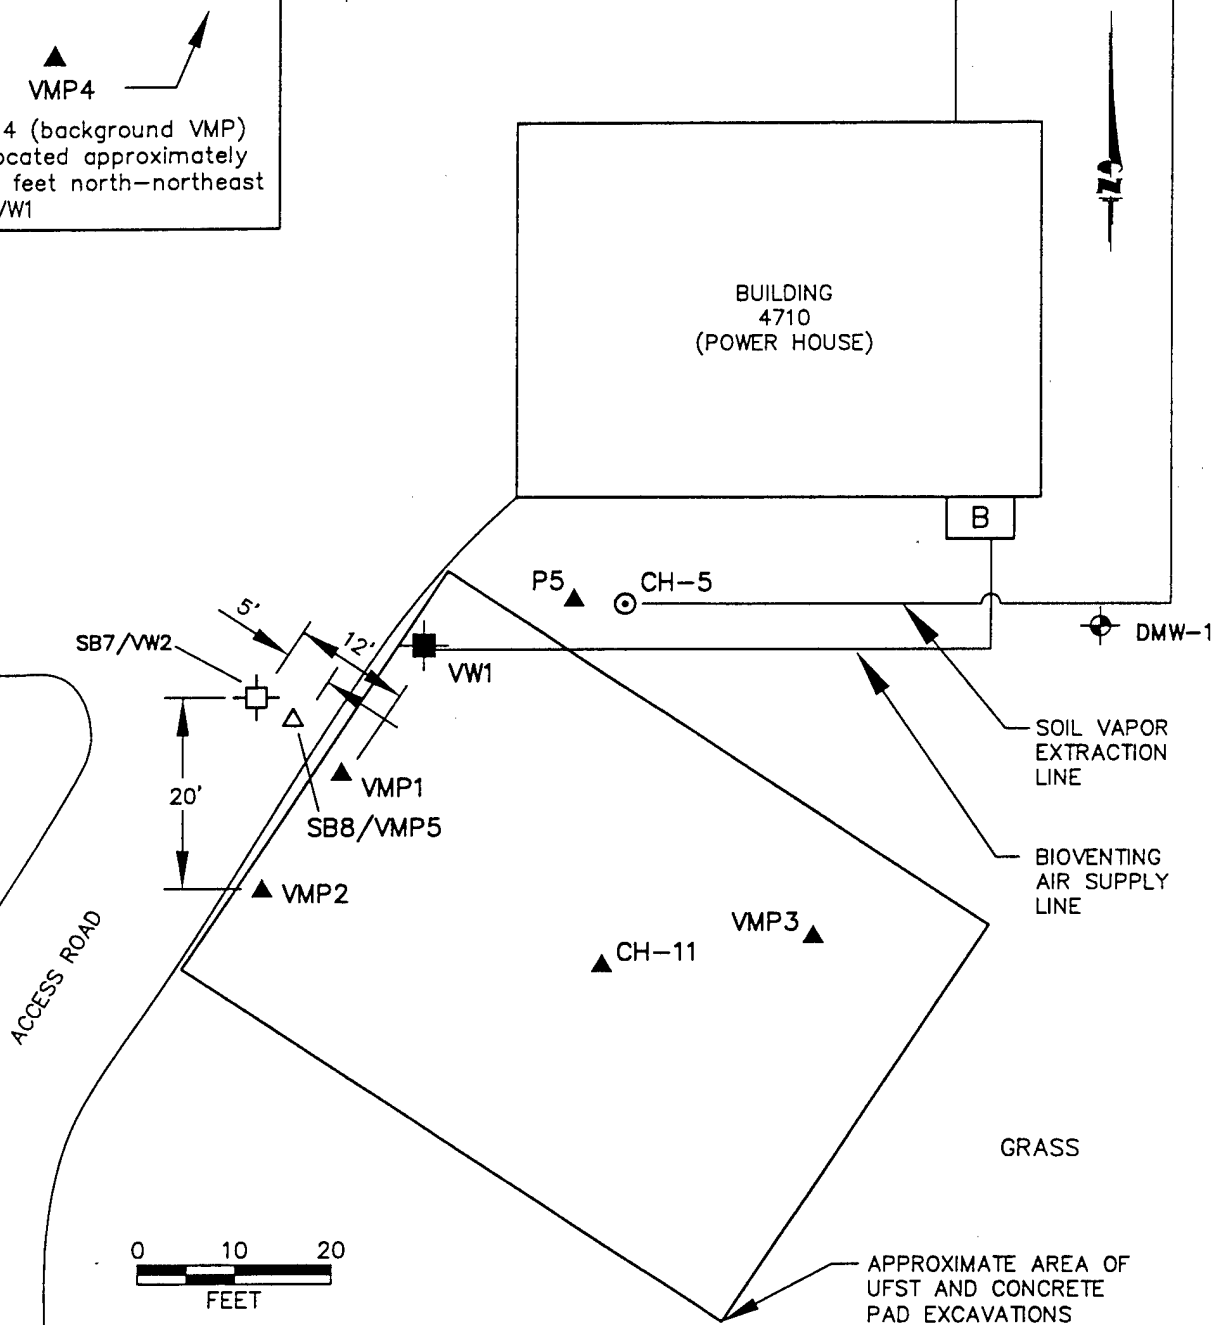 VMP4
4 (background VMP)
ocated approximately
feet north-northeast
/W1
N
BUILDING
4710
(POWER HOUSE)
B
P5
CH-5
DMW-1
5'
12'
SB7/VW2
VW1
SOIL VAPOR
EXTRACTION
LINE
VMP1
20'
SB8/VMP5
BIOVENTING
AIR SUPPLY
LINE
VMP2
VMP3
CH-11
ACCESS ROAD
GRASS
0 10 20
FEET
APPROXIMATE AREA OF
UFST AND CONCRETE
PAD EXCAVATIONS